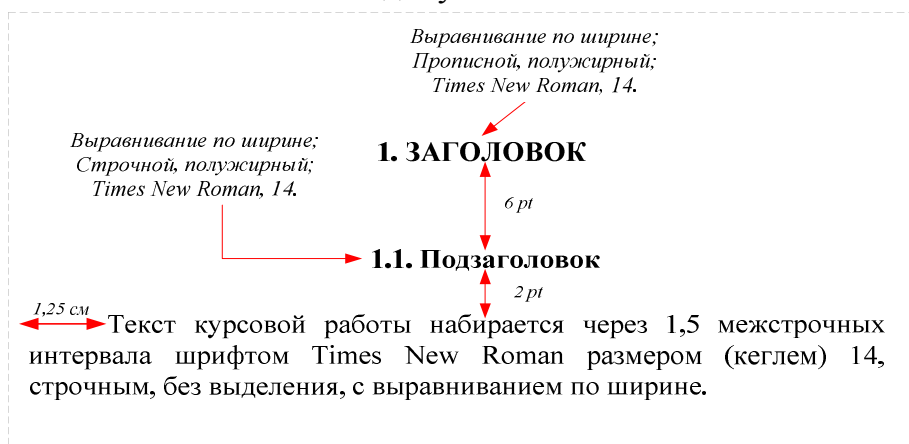 Выравнивание по ширине;
Прописной, полужирный;
Times New Roman, 14.
Выравнивание по ширине;
Строчной, полужирный;
Times New Roman, 14.
1. ЗАГОЛОВОК
6 pt
1.1. Подзаголовок
2 pt
1,25 см
Текст курсовой работы набирается через 1,5 межстрочных
интервала шрифтом Times New Roman размером (кеглем) 14,
строчным, без выделения, с выравниванием по ширине.